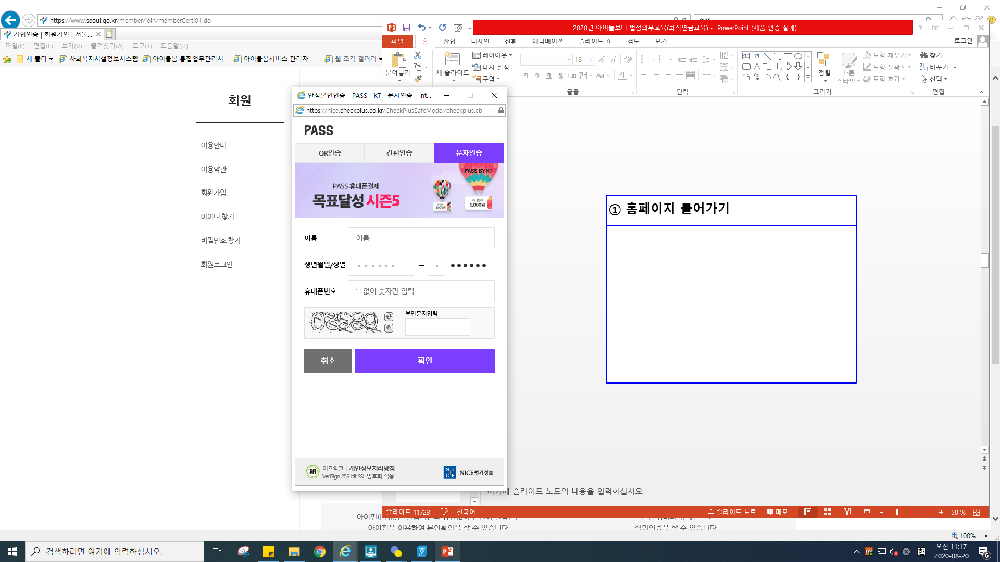 https://www.seoul.go.kr/member/join/memberCerti01.do
가입인증 | 회원가입 | 서울...
파일(F) 편집(E) 보기(V) 즐겨찾기(A) 도구(T) 도움말(H)
새 폴더 사회복지시설정보시스템 아이돌봄 통합업무관리시... 아이돌봄서비스 관리자 ... 웹 조각 갤러리
회원
이용안내
이용약관
회원가입
아이디 찾기
비밀번호 찾기
회원로그인
2020년 아이돌보미 법정의무교육(퇴직연금교육) - PowerPoint (제품 인증 실패)
파일 홈 삽입 디자인 전환 애니메이션 슬라이드 쇼 검토 보기 로그인
붙여넣기
새 슬라이드
레이아웃
다시 설정
구역
18
글꼴
단락
정렬
빠른 스타일
도형 채우기
도형 윤곽선
도형 효과
그리기
찾기
바꾸기
선택
편집
안심본인인증 - PASS - KT - 문자인증 - Int...
https://nice.checkplus.co.kr/CheckPlusSafeModel/checkplus.cb
PASS
QR인증 간편인증 문자인증
PASS BY KT
PASS 휴대폰결제
목표달성 시즌5
2,000원
5,000원
이름 이름
생년월일/성별 * * * * * * — * ●●●●●●
휴대폰번호 '-' 없이 숫자만 입력
08989
보안문자입력
취소 확인
이용약관 | 개인정보처리방침
VeriSign 256-bit SSL 암호화 적용
NICE평가정보
① 홈페이지 들어가기
여기에 슬라이드 노트의 내용을 입력하십시오
슬라이드 11/23 한국어 슬라이드 노트 메모 50 %
아이핀을 이용하여 본인확인을 할 수 있습니다
실명인증을 할 수 있습니다
100%
검색하려면 여기에 입력하십시오.
한
오전 11:17
2020-08-20
6